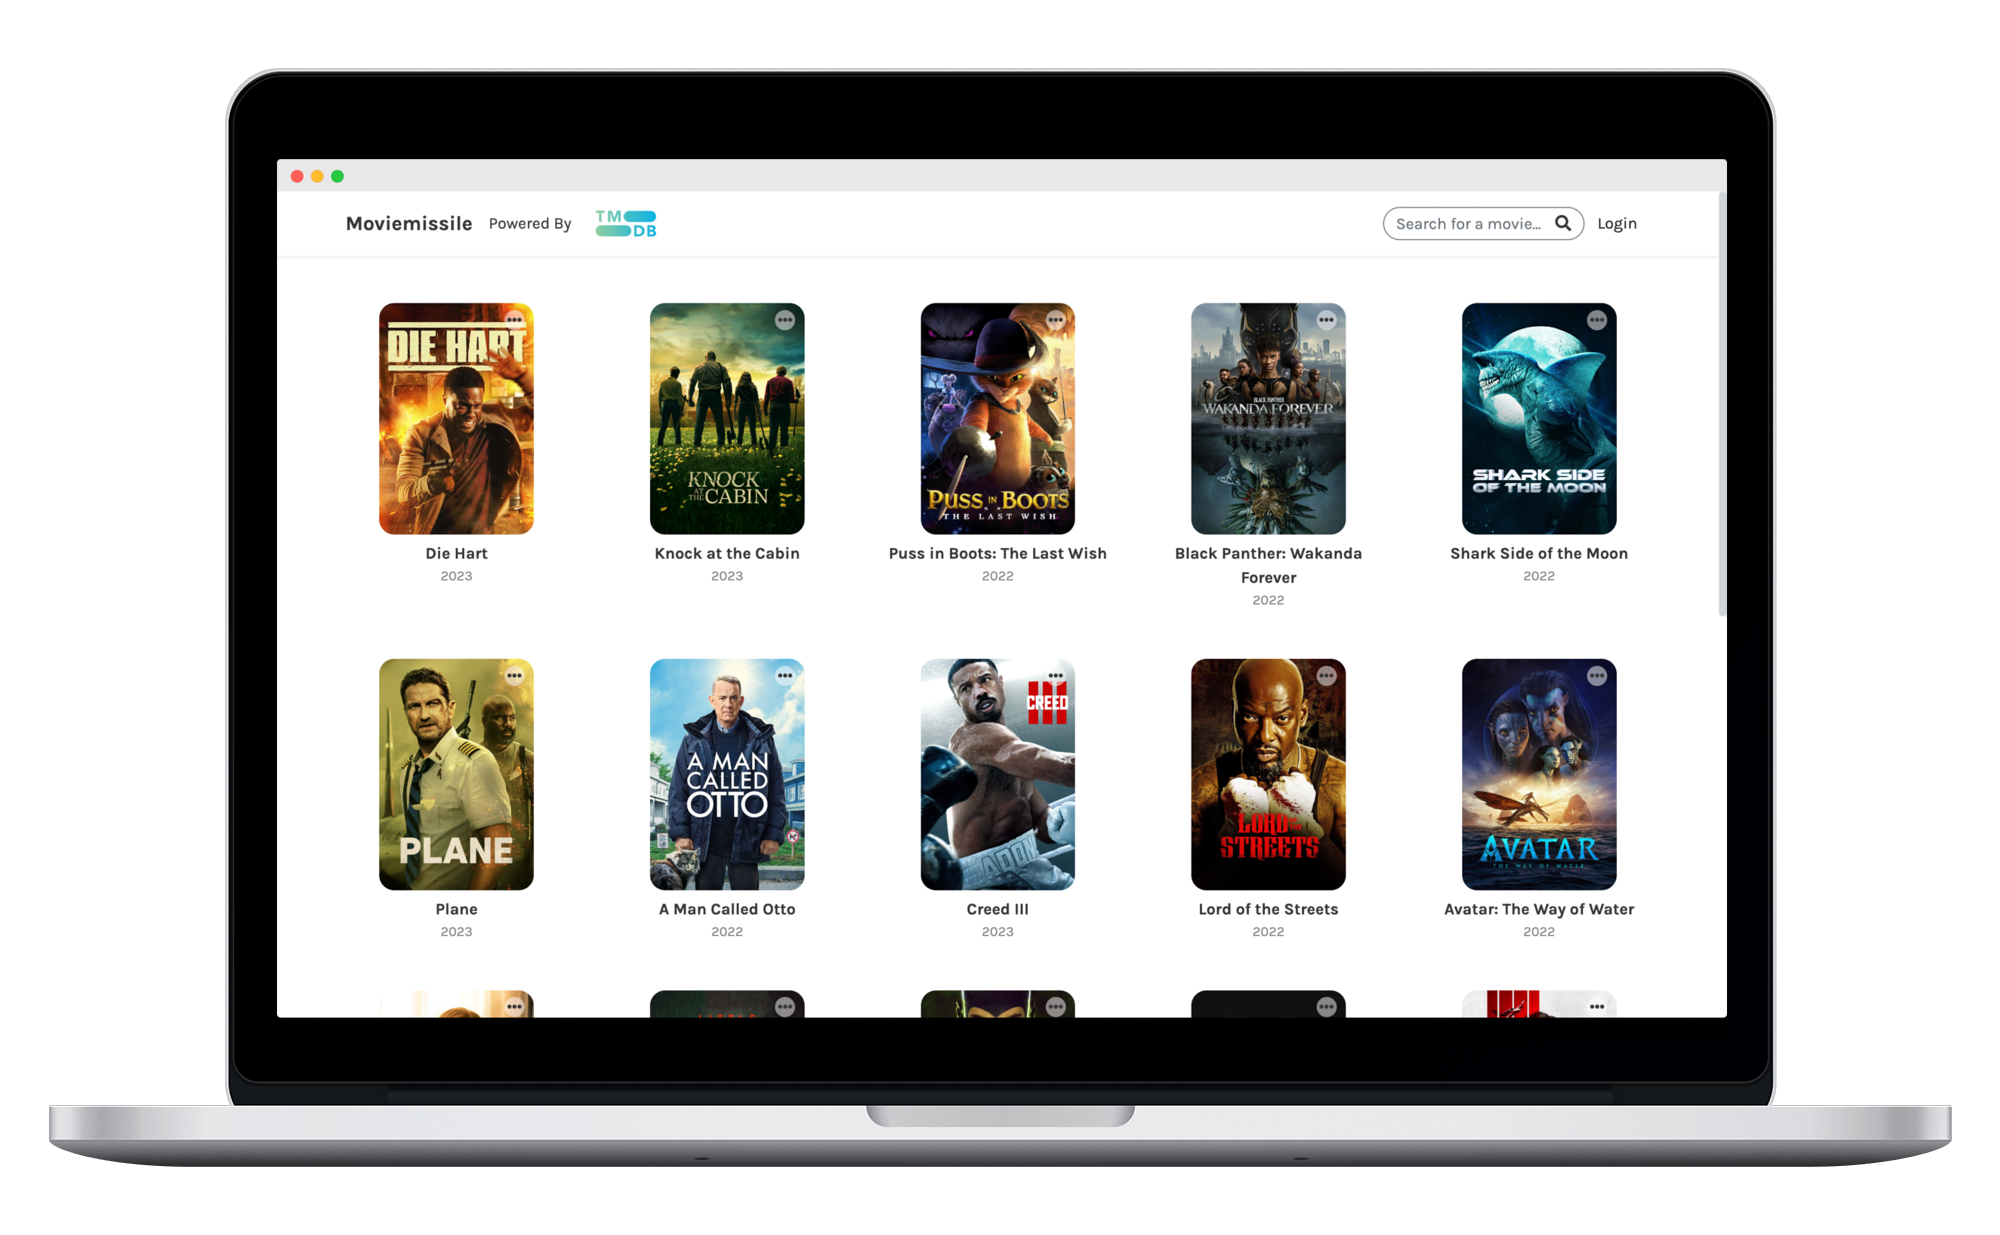 Moviemissile Powered By TM DB
Search for a movie... Login
DIE HART
KNOCK
AT THE CABIN
PUSS IN BOOTS
THE LAST WISH
BLACK PANTHER
WAKANDA FOREVER
SHARK SIDE
OF THE MOON
Die Hart
2023
Knock at the Cabin
2023
Puss in Boots: The Last Wish
2022
Black Panther: Wakanda
Forever
2022
Shark Side of the Moon
2022
PLANE
A MAN
CALLED
OTTO
CREED
III
LORD OF THE
STREETS
AVATAR
THE WAY OF WATER
Plane
2023
A Man Called Otto
2022
Creed III
2023
Lord of the Streets
2022
Avatar: The Way of Water
2022